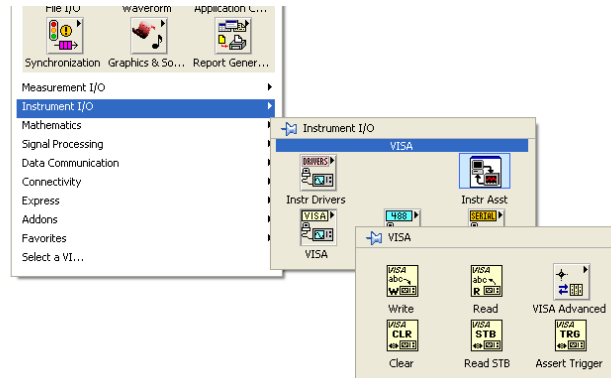 File I/O Waveform Application C...
Synchronization Graphics & So... Report Gener...
Measurement I/O
Instrument I/O
Mathematics
Signal Processing
Data Communication
Connectivity
Express
Addons
Favorites
Select a VI...
Instrument I/O
VISA
DRIVERS
Instr Drivers Instr Asst
VISA 488 SERIAL
VISA
VISA
VISA abc W VISA abc R
Write Read VISA Advanced
VISA CLR VISA STB VISA TRG
Clear Read STB Assert Trigger